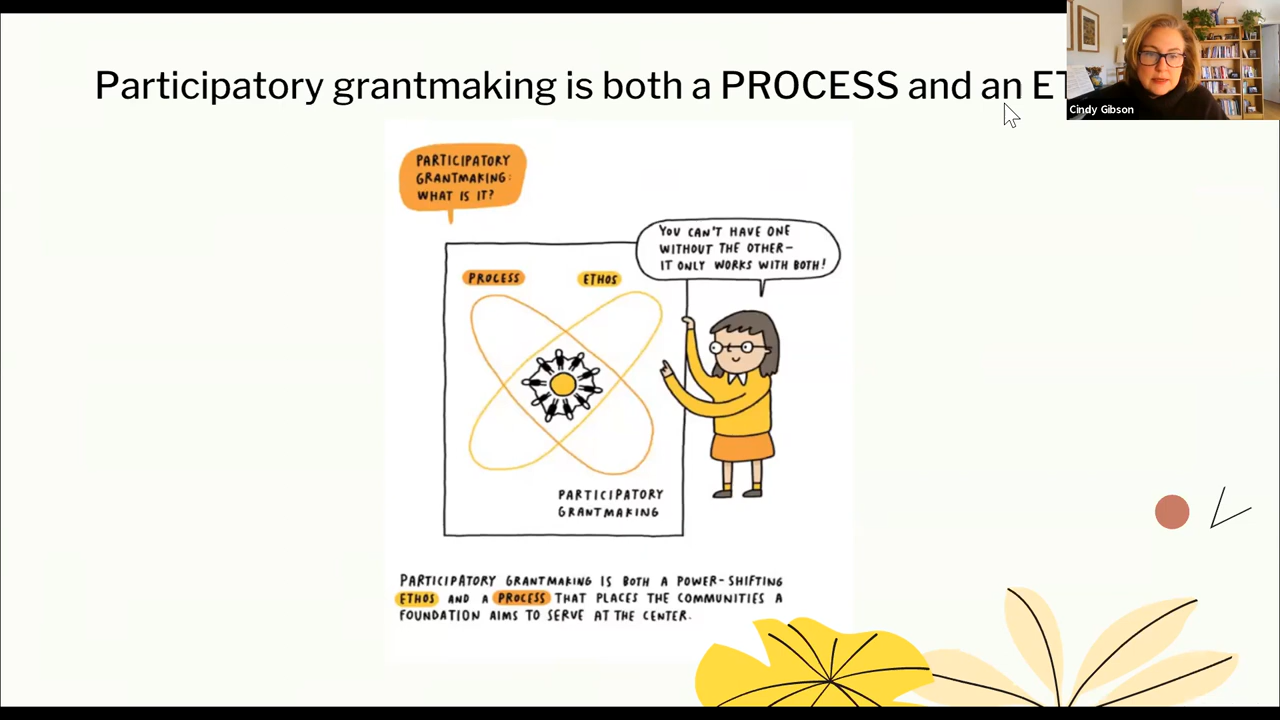 Participatory grantmaking is both a PROCESS and an ET
Cindy Gibson
PARTICIPATORY
GRANTMAKING:
WHAT IS IT?
YOU CAN'T HAVE ONE
WITHOUT THE OTHER–
IT ONLY WORKS WITH BOTH!
PROCESS
ETHOS
PARTICIPATORY
GRANTMAKING
PARTICIPATORY GRANTMAKING IS BOTH A POWER-SHIFTING
ETHOS AND A PROCESS THAT PLACES THE COMMUNITIES A
FOUNDATION AIMS TO SERVE AT THE CENTER.